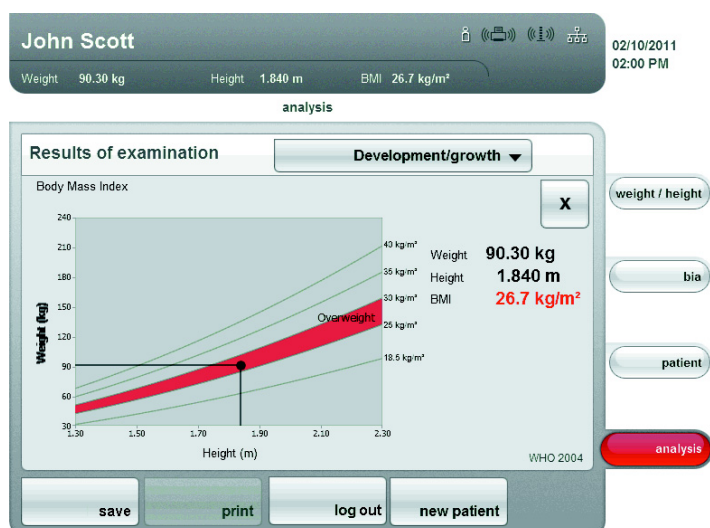 John Scott
02/10/2011
02:00 PM
Weight 90.30 kg Height 1.840 m BMI 26.7 kg/m²
analysis
Results of examination
Development/growth
Body Mass Index
X
weight / height
bia
patient
analysis
Weight 90.30 kg
Height 1.840 m
BMI 26.7 kg/m²
240
210
180
150
120
90
60
30
Weight (kg)
40 kg/m²
35 kg/m²
30 kg/m²
Overweight
25 kg/m²
18.5 kg/m²
1.30 1.50 1.70 1.90 2.10 2.30
Height (m)
WHO 2004
save print log out new patient